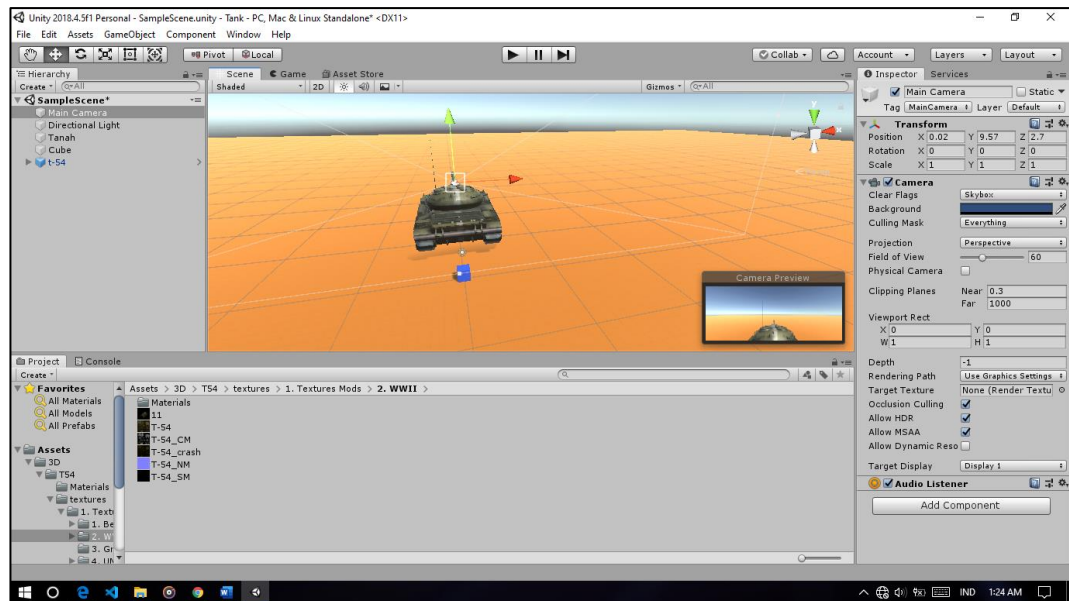 Unity 2018.4.5f1 Personal - SampleScene.unity - Tank - PC, Mac & Linux Standalone* <DX11>
File Edit Assets GameObject Component Window Help
Pivot Local Collab Account Layers Layout
Hierarchy
Create All
SampleScene*
Main Camera
Directional Light
Tanah
Cube
t-54
Scene Game Asset Store
Shaded 2D Gizmos All
y
Camera Preview
Inspector Services
Main Camera Static
Tag MainCamera Layer Default
Transform
Position X 0.02 Y 9.57 Z 2.7
Rotation X 0 Y 0 Z 0
Scale X 1 Y 1 Z 1
Camera
Clear Flags Skybox
Background
Culling Mask Everything
Projection Perspective
Field of View 60
Physical Camera
Clipping Planes Near 0.3
Far 1000
Viewport Rect
X 0 Y 0
W 1 H 1
Depth -1
Rendering Path Use Graphics Settings
Target Texture None (Render Textu
Occlusion Culling
Allow HDR
Allow MSAA
Allow Dynamic Reso
Target Display Display 1
Audio Listener
Add Component
Project Console
Create
Favorites
All Materials
All Models
All Prefabs
Assets
3D
T54
Materials
textures
1. Text
1. Be
2. W
3. Gr
4. UN
Assets > 3D > T54 > textures > 1. Textures Mods > 2. WWII >
Materials
11
T-54
T-54_CM
T-54_crash
T-54_NM
T-54_SM
IND 1:24 AM